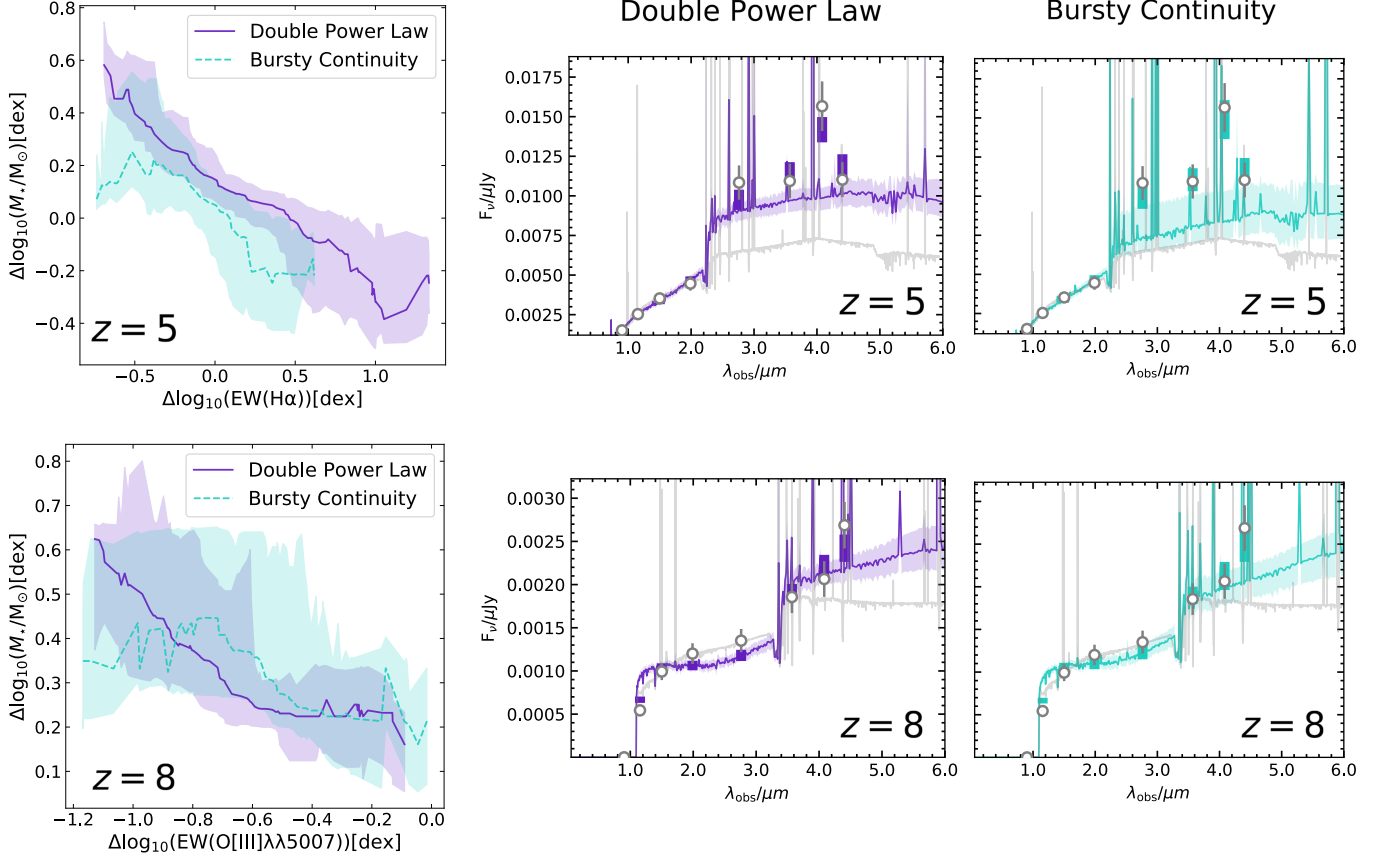 Double Power Law
Bursty Continuity
0.8
0.6
0.4
0.2
0.0
−0.2
−0.4
Δlog₁₀(M⋆/M⊙)[dex]
Double Power Law
Bursty Continuity
z = 5
−0.5 0.0 0.5 1.0
Δlog₁₀(EW(Hα))[dex]
0.0175
0.0150
0.0125
0.0100
0.0075
0.0050
0.0025
Fν/μJy
z = 5
1.0 2.0 3.0 4.0 5.0 6.0
λobs/μm
z = 5
1.0 2.0 3.0 4.0 5.0 6.0
λobs/μm
0.8
0.7
0.6
0.5
0.4
0.3
0.2
0.1
Δlog₁₀(M⋆/M⊙)[dex]
Double Power Law
Bursty Continuity
z = 8
−1.2 −1.0 −0.8 −0.6 −0.4 −0.2 0.0
Δlog₁₀(EW(O[III]λλ5007))[dex]
0.0030
0.0025
0.0020
0.0015
0.0010
0.0005
Fν/μJy
z = 8
1.0 2.0 3.0 4.0 5.0 6.0
λobs/μm
z = 8
1.0 2.0 3.0 4.0 5.0 6.0
λobs/μm